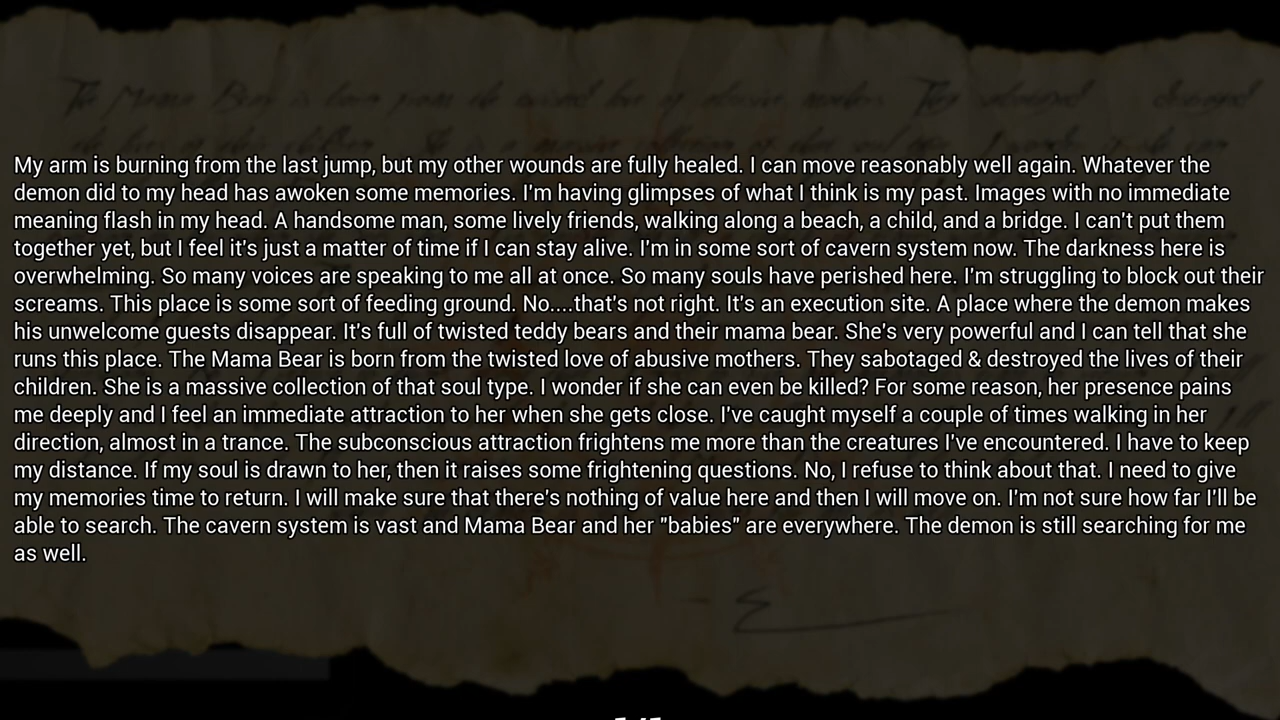 The Mama Bear is born from the twisted love of abusive mothers. They sabotaged destroyed
My arm is burning from the last jump, but my other wounds are fully healed. I can move reasonably well again. Whatever the
demon did to my head has awoken some memories. I'm having glimpses of what I think is my past. Images with no immediate
meaning flash in my head. A handsome man, some lively friends, walking along a beach, a child, and a bridge. I can't put them
together yet, but I feel it's just a matter of time if I can stay alive. I'm in some sort of cavern system now. The darkness here is
overwhelming. So many voices are speaking to me all at once. So many souls have perished here. I'm struggling to block out their
screams. This place is some sort of feeding ground. No....that's not right. It's an execution site. A place where the demon makes
his unwelcome guests disappear. It's full of twisted teddy bears and their mama bear. She's very powerful and I can tell that she
runs this place. The Mama Bear is born from the twisted love of abusive mothers. They sabotaged & destroyed the lives of their
children. She is a massive collection of that soul type. I wonder if she can even be killed? For some reason, her presence pains
me deeply and I feel an immediate attraction to her when she gets close. I've caught myself a couple of times walking in her
direction, almost in a trance. The subconscious attraction frightens me more than the creatures I've encountered. I have to keep
my distance. If my soul is drawn to her, then it raises some frightening questions. No, I refuse to think about that. I need to give
my memories time to return. I will make sure that there's nothing of value here and then I will move on. I'm not sure how far I'll be
able to search. The cavern system is vast and Mama Bear and her "babies" are everywhere. The demon is still searching for me
as well.